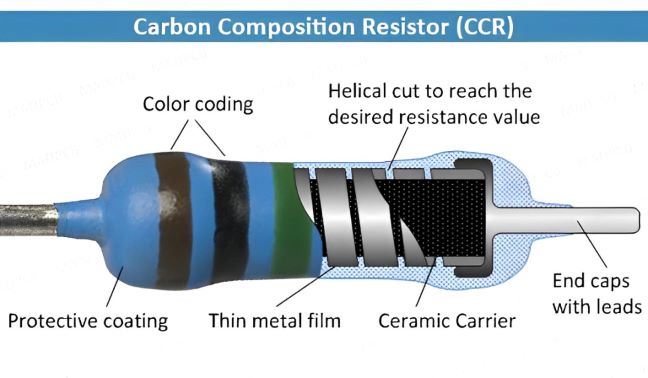 Carbon Composition Resistor (CCR)
Color coding
Helical cut to reach the
desired resistance value
Protective coating
Thin metal film
Ceramic Carrier
End caps
with leads